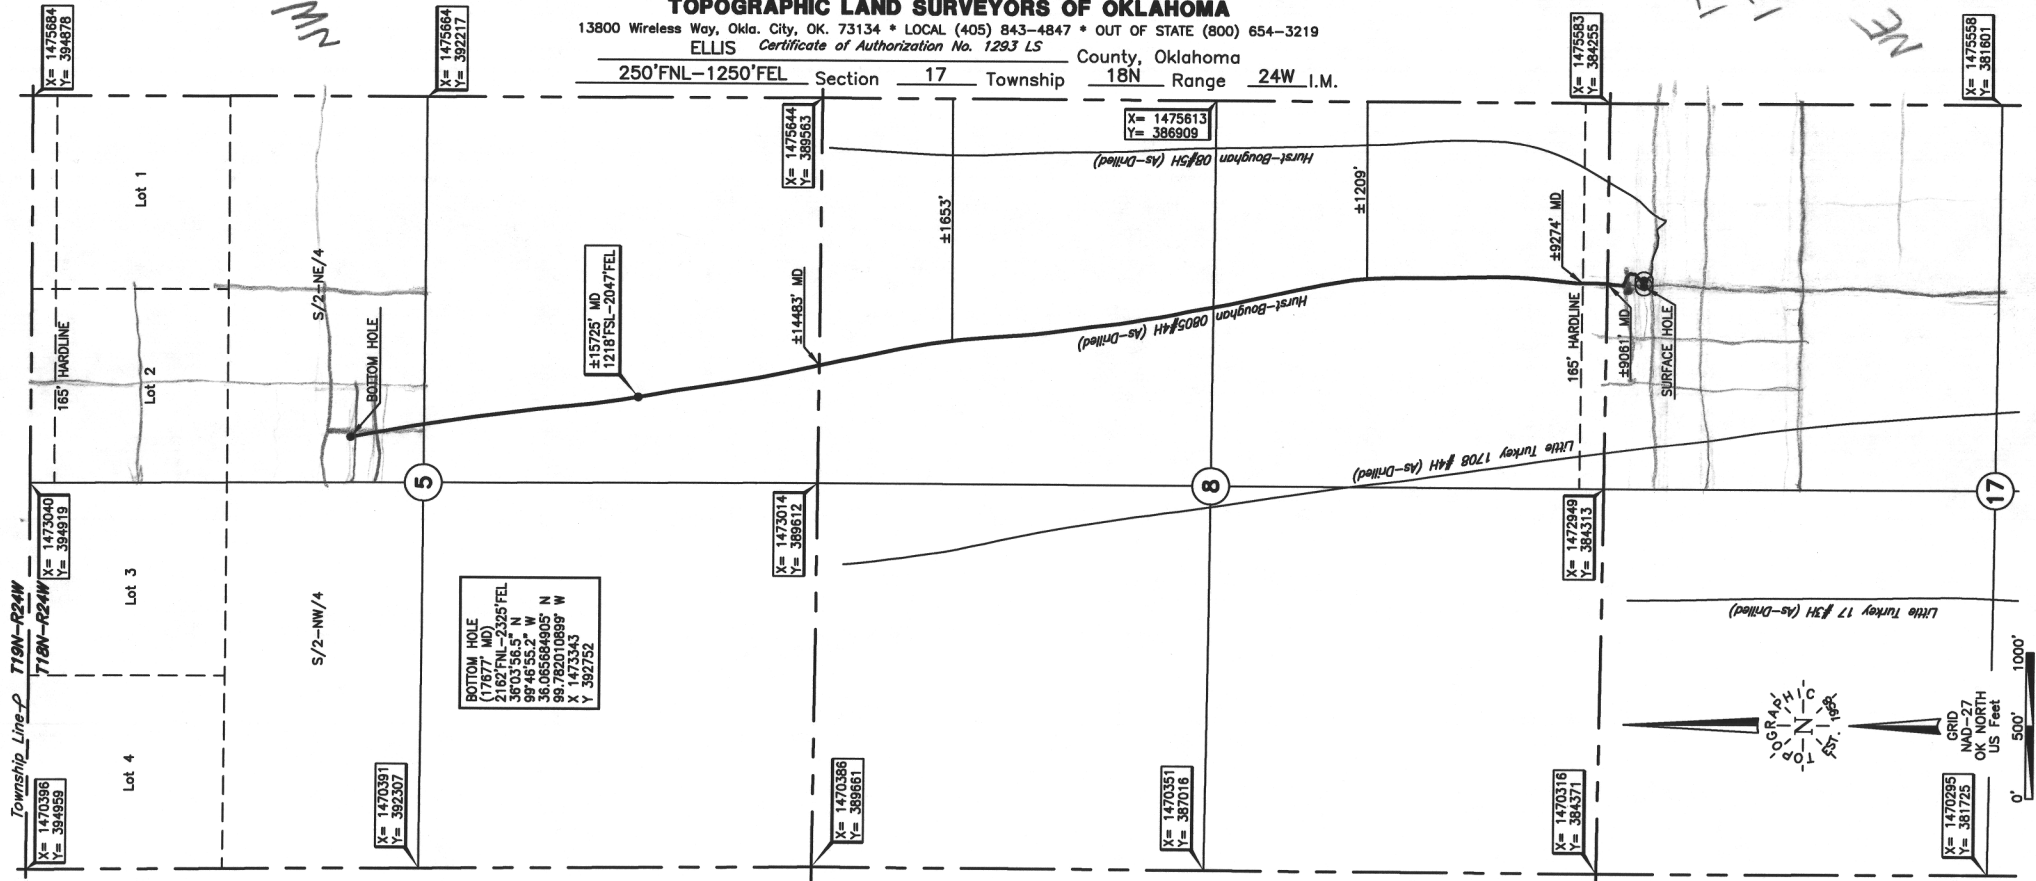 TOPOGRAPHIC LAND SURVEYORS OF OKLAHOMA
13800 Wireless Way, Okla. City, OK. 73134 * LOCAL (405) 843-4847 * OUT OF STATE (800) 654-3219
ELLIS Certificate of Authorization No. 1293 LS
County, Oklahoma
250'FNL-1250'FEL Section 17 Township 18N Range 24W I.M.
X= 1475684
Y= 394878
NW
X= 1475664
Y= 392217
X= 1475644
Y= 389563
X= 1475613
Y= 386909
X= 1475583
Y= 384255
NE
X= 1475558
Y= 381601
Lot 1
S/2-NE/4
165' HARDLINE
Lot 2
BOTTOM HOLE
±15725' MD
1218'FSL-2047'FEL
±14483' MD
±1653'
Hurst-Boughan 08#5H (As-Drilled)
±1209'
±9274' MD
Hurst-Boughan 0805#4H (As-Drilled)
165' HARDLINE
±9061' MD
SURFACE HOLE
Little Turkey 1708 #4H (As-Drilled)
5
8
17
X= 1473040
Y= 394919
X= 1473014
Y= 389612
X= 1472949
Y= 384313
T19N-R24W
T18N-R24W
Township Line
Lot 3
S/2-NW/4
Lot 4
BOTTOM HOLE
(17677' MD)
2162'FNL-2325'FEL
36°03'56.5" N
99°46'55.2" W
36.065684905° N
99.782010899° W
X 1473343
Y 392752
Little Turkey 17 #3H (As-Drilled)
X= 1470396
Y= 394959
X= 1470391
Y= 392307
X= 1470386
Y= 389661
X= 1470351
Y= 387016
X= 1470316
Y= 384371
X= 1470295
Y= 381725
TOPOGRAPHIC
N
EST. 1958
GRID
NAD-27
OK NORTH
US Feet
0' 500' 1000'